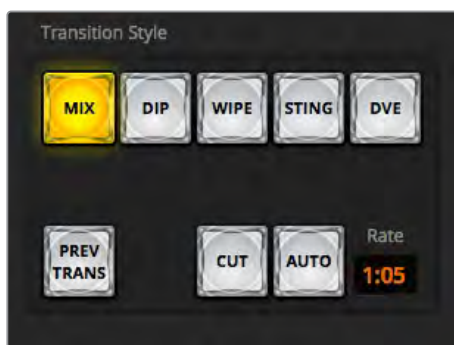 Transition Style
MIX DIP WIPE STING DVE
PREV
TRANS
CUT AUTO
Rate
1:05